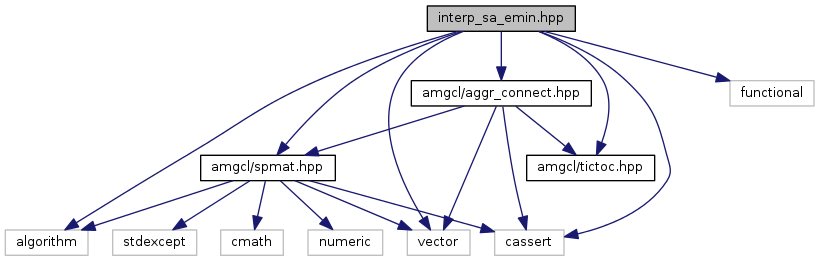 interp_sa_emin.hpp
amgcl/aggr_connect.hpp
functional
amgcl/spmat.hpp
amgcl/tictoc.hpp
algorithm
stdexcept
cmath
numeric
vector
cassert